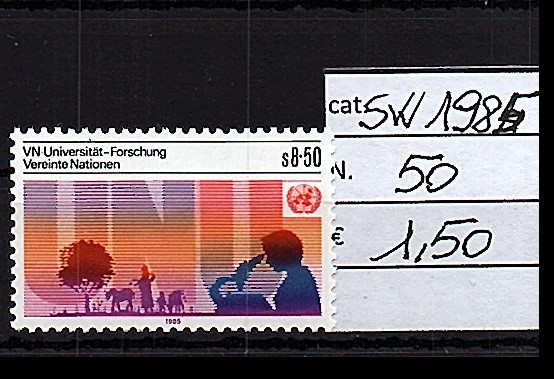 VN-Universität-Forschung
Vereinte Nationen
S8·50
UNU
1985
cat SW 1985
N. 50
€ 1,50